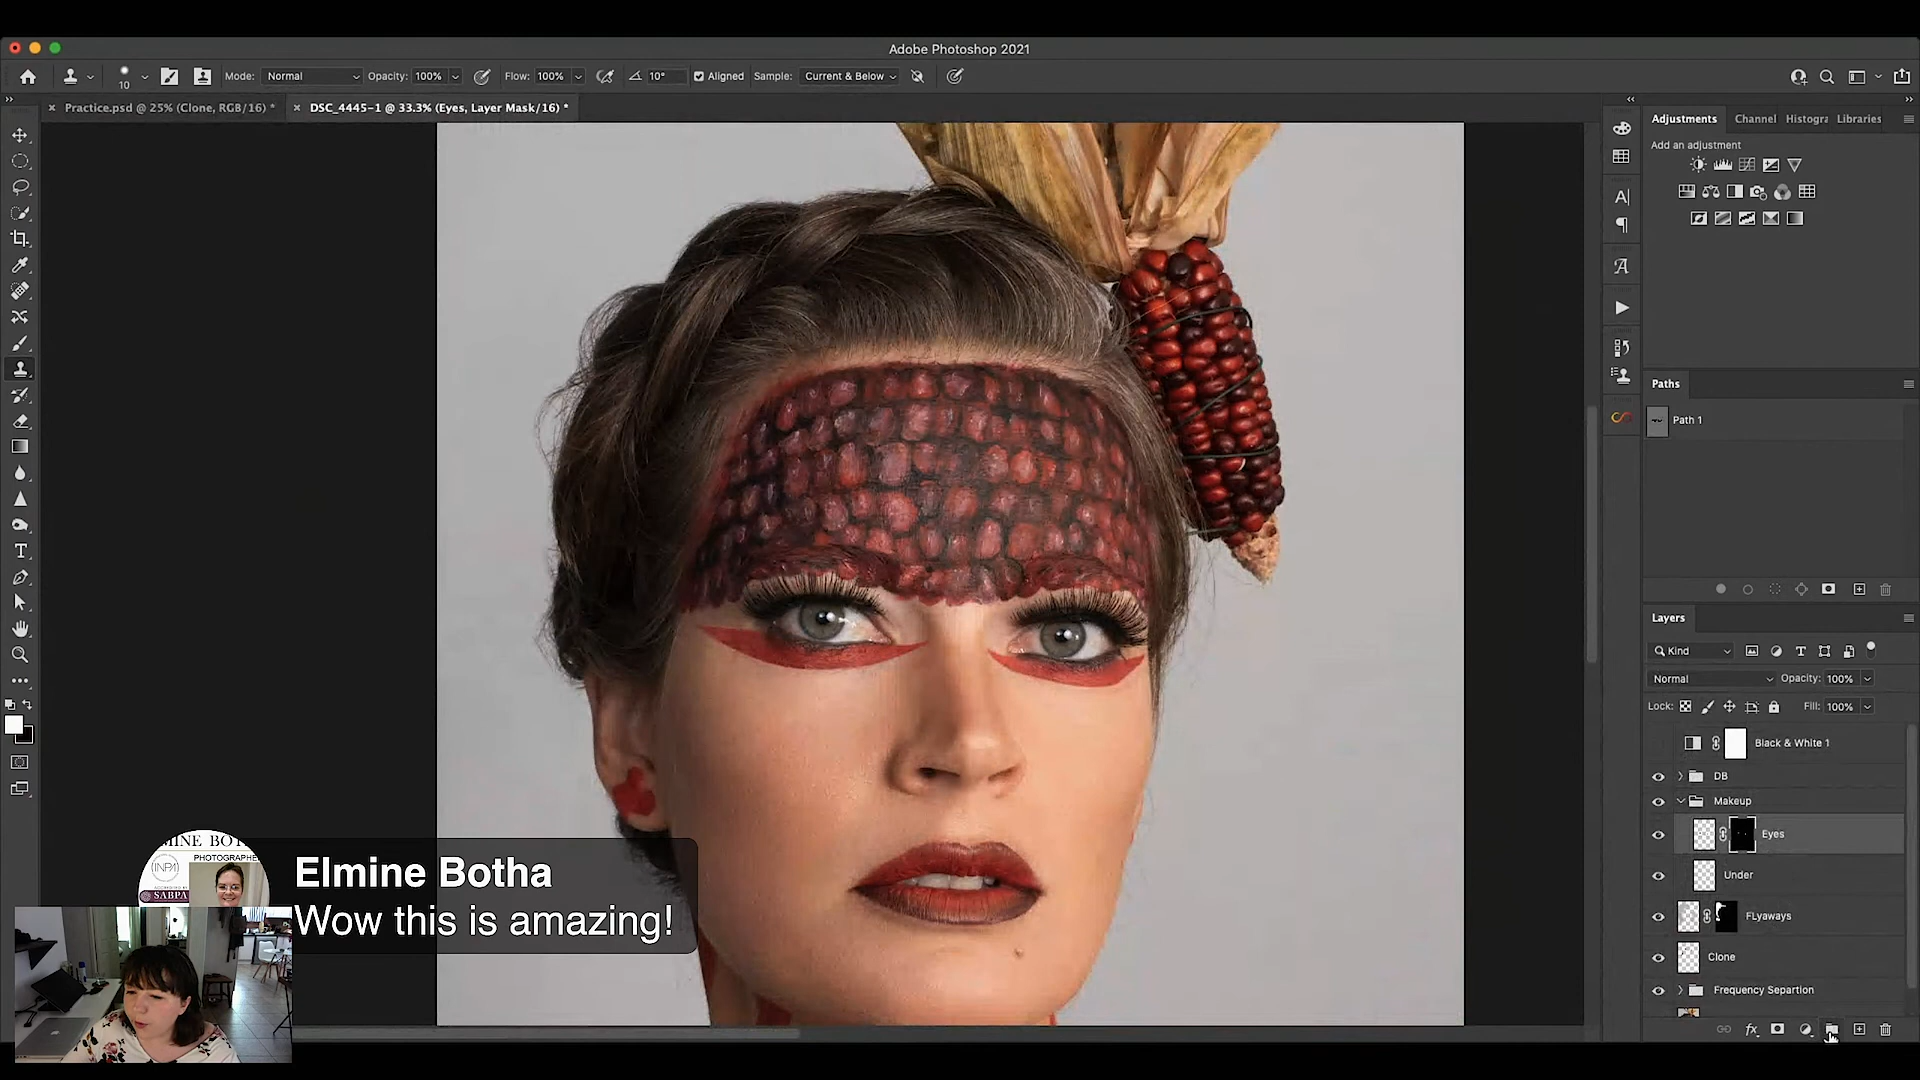 Adobe Photoshop 2021
10
Mode: Normal
Opacity: 100%
Flow: 100%
10°
Aligned
Sample: Current & Below
Practice.psd @ 25% (Clone, RGB/16) *
DSC_4445-1 @ 33.3% (Eyes, Layer Mask/16) *
Adjustments
Channel
Histogra
Libraries
Add an adjustment
Paths
Path 1
Layers
Kind
Normal
Opacity: 100%
Lock:
Fill: 100%
Black & White 1
DB
Makeup
Eyes
Under
FLyaways
Clone
Frequency Separtion
PHOTOGRAPHE
SABPA
Elmine Botha
Wow this is amazing!